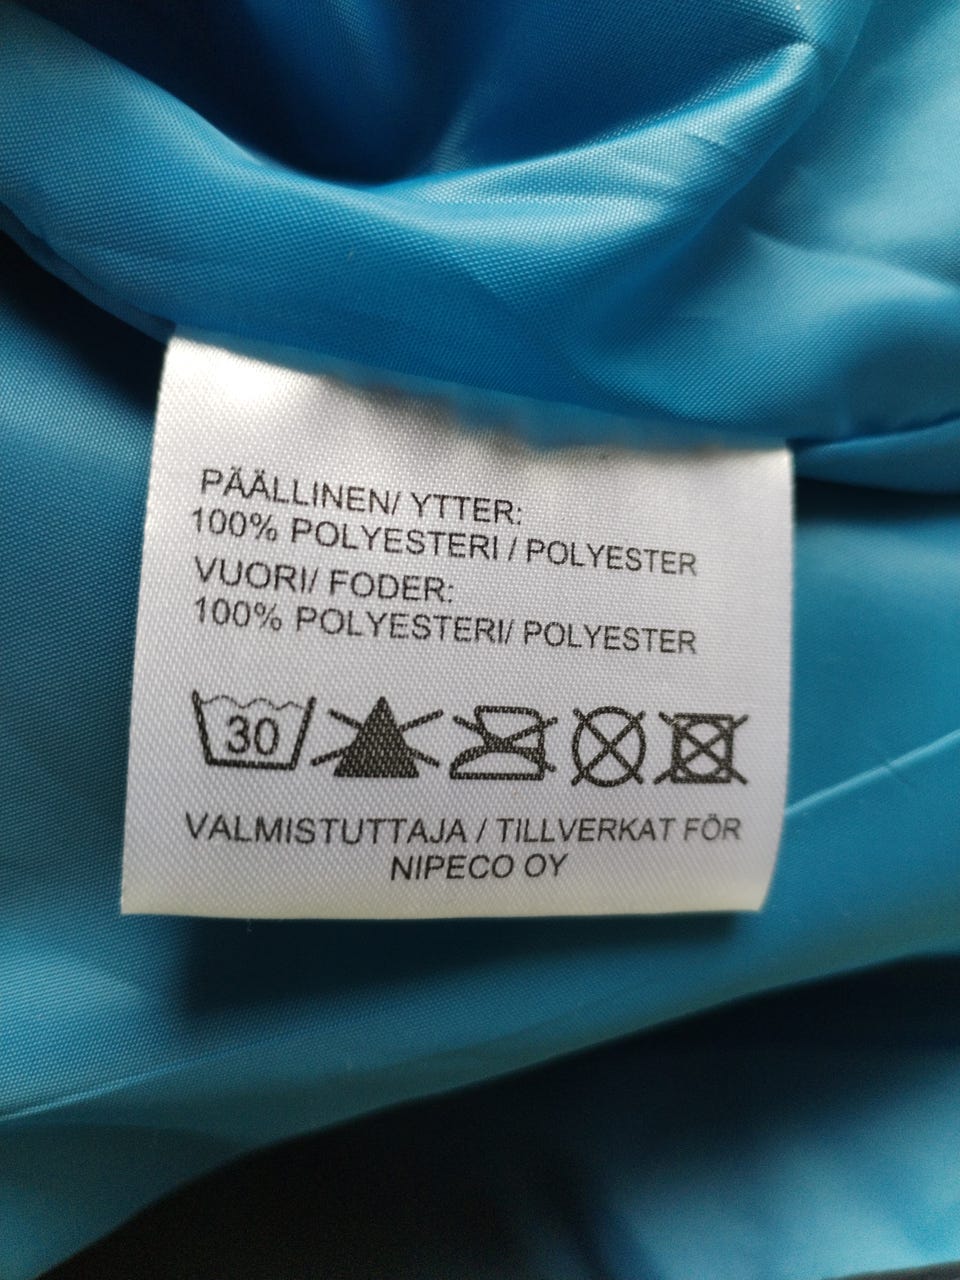 PÄÄLLINEN/ YTTER:
100% POLYESTERI / POLYESTER
VUORI/ FODER:
100% POLYESTERI/ POLYESTER
30
VALMISTUTTAJA / TILLVERKAT FÖR
NIPECO OY